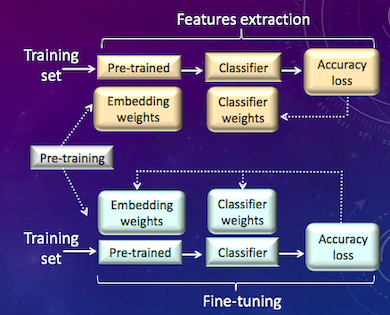 Features extraction
Training
set
Pre-trained
Classifier
Accuracy
loss
Embedding
weights
Classifier
weights
Pre-training
Embedding
weights
Classifier
weights
Training
set
Pre-trained
Classifier
Accuracy
loss
Fine-tuning